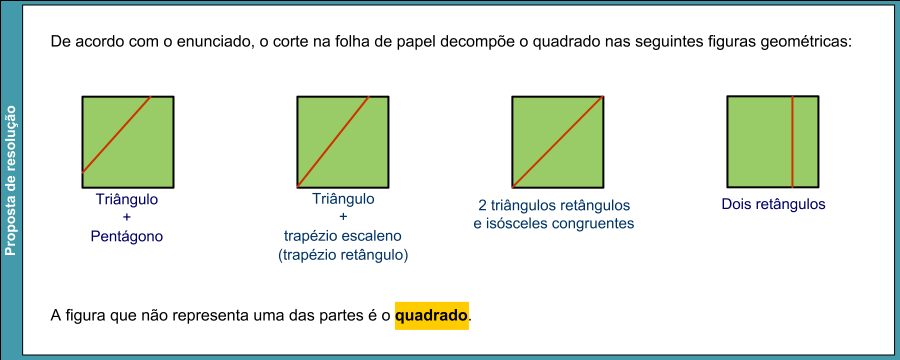 Proposta de resolução
De acordo com o enunciado, o corte na folha de papel decompõe o quadrado nas seguintes figuras geométricas:
Triângulo
+
Pentágono
Triângulo
+
trapézio escaleno
(trapézio retângulo)
2 triângulos retângulos
e isósceles congruentes
Dois retângulos
A figura que não representa uma das partes é o quadrado.